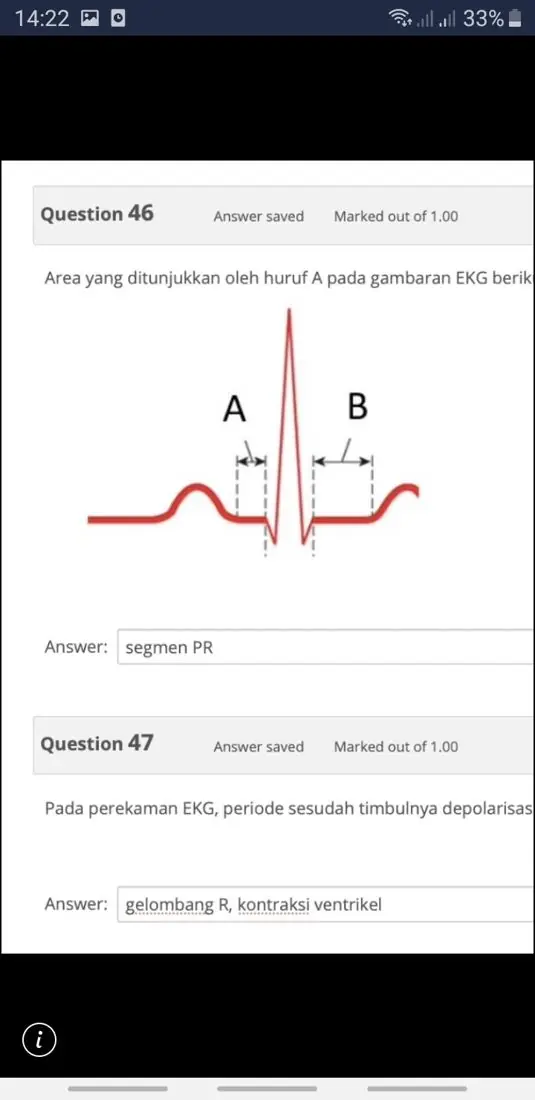 14:22 33%
Question 46 Answer saved Marked out of 1.00
Area yang ditunjukkan oleh huruf A pada gambaran EKG berik
A B
Answer: segmen PR
Question 47 Answer saved Marked out of 1.00
Pada perekaman EKG, periode sesudah timbulnya depolarisas
Answer: gelombang R, kontraksi ventrikel
i